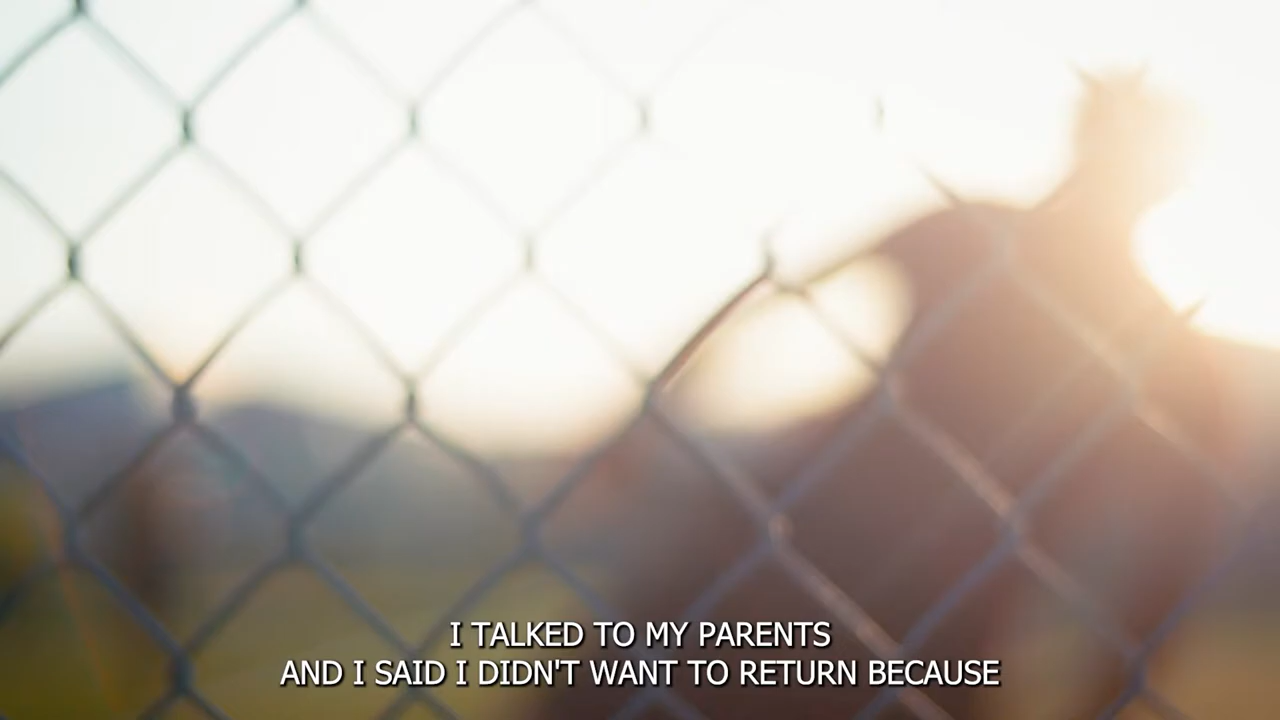 I TALKED TO MY PARENTS
AND I SAID I DIDN'T WANT TO RETURN BECAUSE